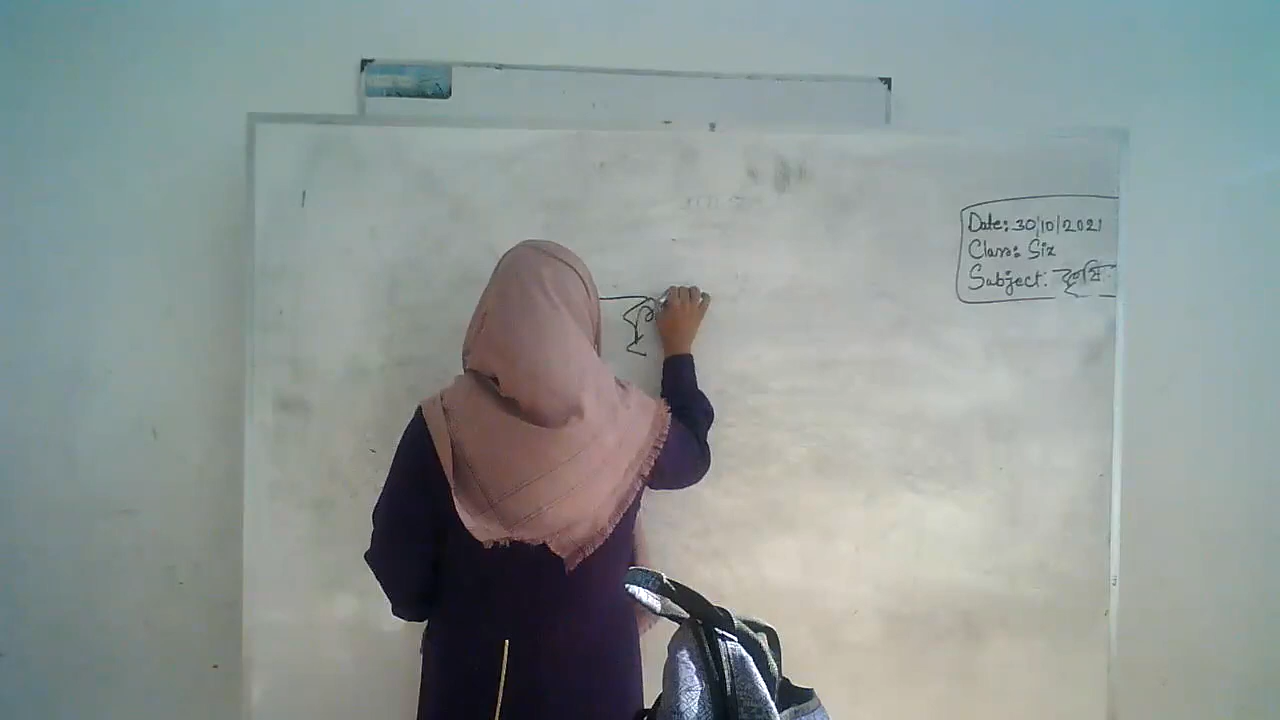 Date: 30/10/2021
Class: Six
Subject: কৃষি